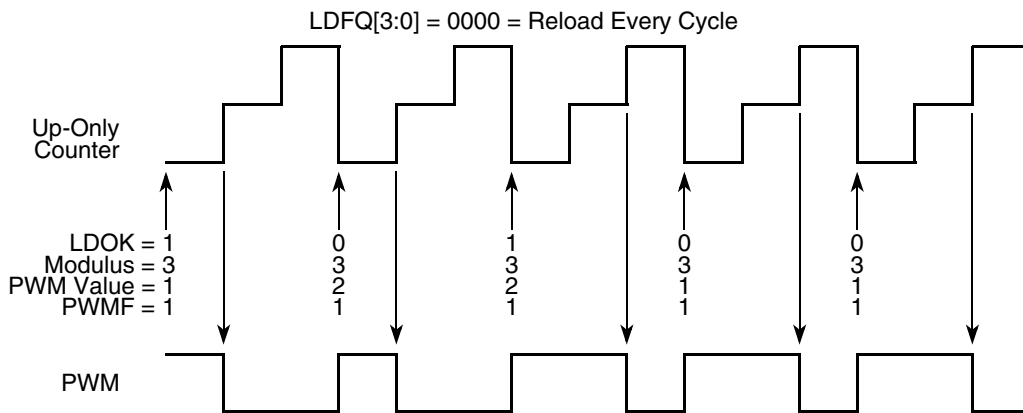 LDFQ[3:0] = 0000 = Reload Every Cycle
Up-Only
Counter
LDOK = 1 0 1 0 0
Modulus = 3 3 3 3 3
PWM Value = 1 2 2 1 1
PWMF = 1 1 1 1 1
PWM